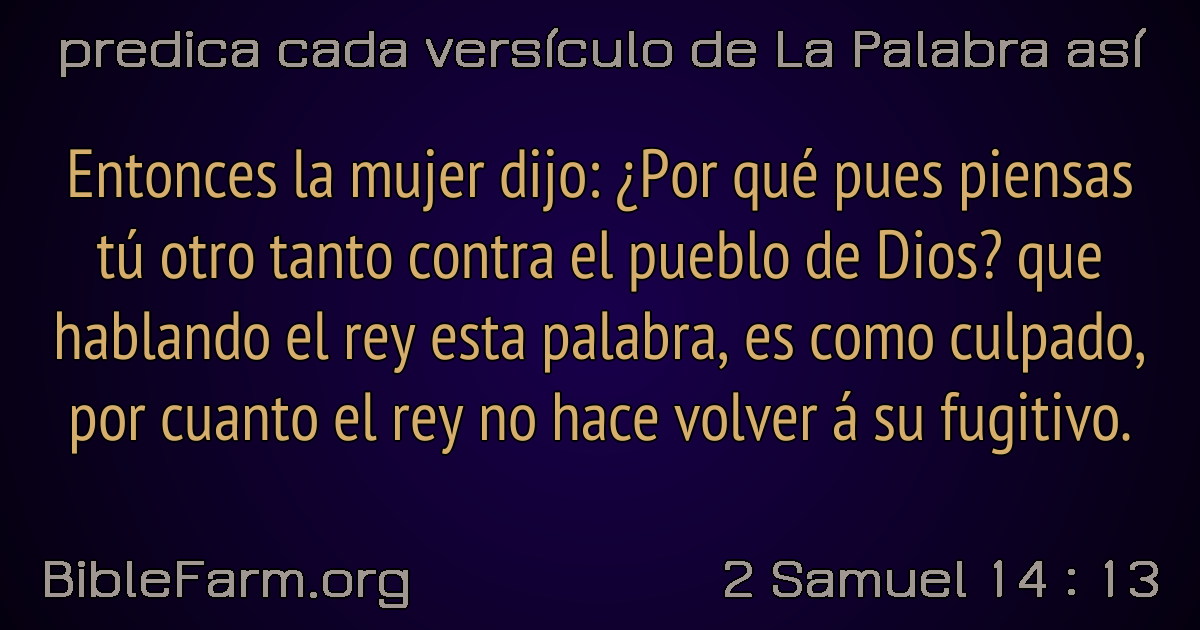 predica cada versículo de La Palabra así
Entonces la mujer dijo: ¿Por qué pues piensas
tú otro tanto contra el pueblo de Dios? que
hablando el rey esta palabra, es como culpado,
por cuanto el rey no hace volver á su fugitivo.
BibleFarm.org
2 Samuel 14 : 13